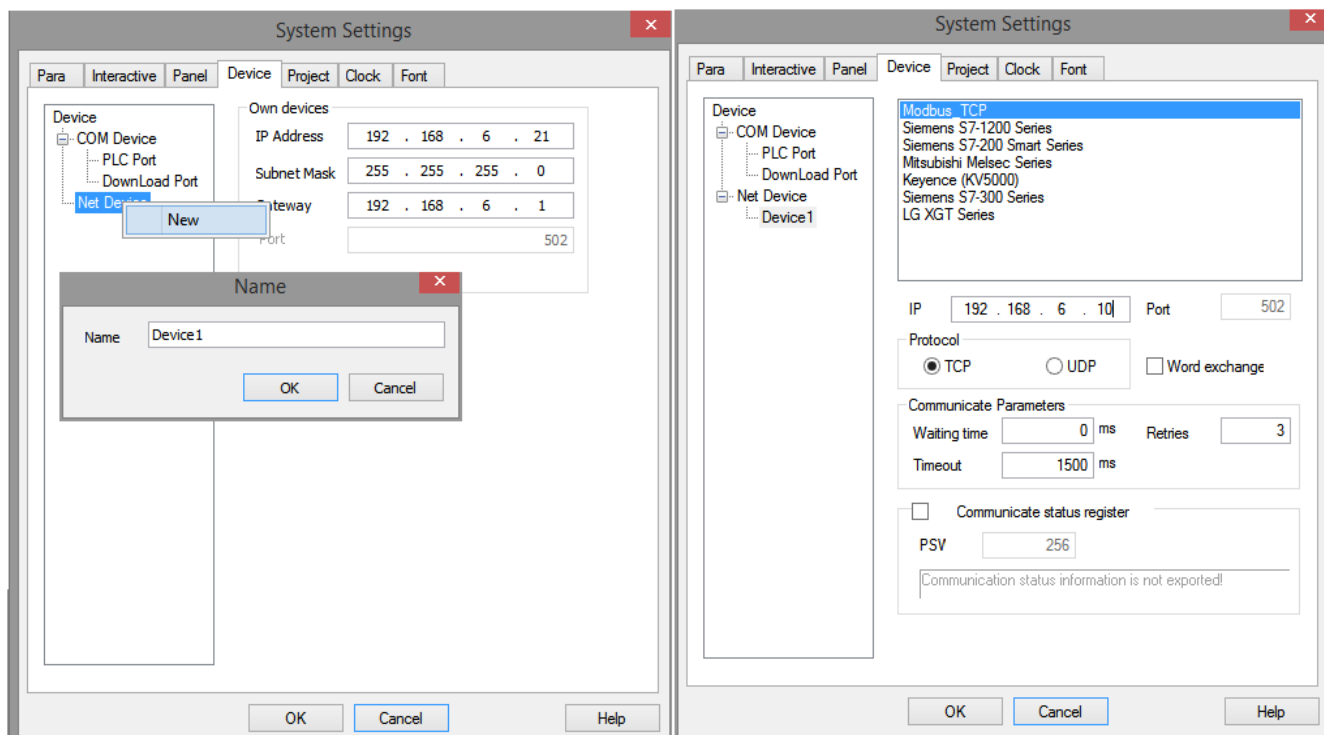 System Settings
Para Interactive Panel Device Project Clock Font
Device
COM Device
PLC Port
DownLoad Port
Net
New
Own devices
IP Address 192 . 168 . 6 . 21
Subnet Mask 255 . 255 . 255 . 0
192 . 168 . 6 . 1
Port 502
Name
Name Device1
OK Cancel
OK Cancel Help
System Settings
Para Interactive Panel Device Project Clock Font
Device
COM Device
PLC Port
DownLoad Port
Net Device
Device1
Modbus_TCP
Siemens S7-1200 Series
Siemens S7-200 Smart Series
Mitsubishi Melsec Series
Keyence (KV5000)
Siemens S7-300 Series
LG XGT Series
IP 192 . 168 . 6 . 10 Port 502
Protocol
TCP UDP Word exchange
Communicate Parameters
Waiting time 0 ms Retries 3
Timeout 1500 ms
Communicate status register
PSV 256
Communication status information is not exported!
OK Cancel Help